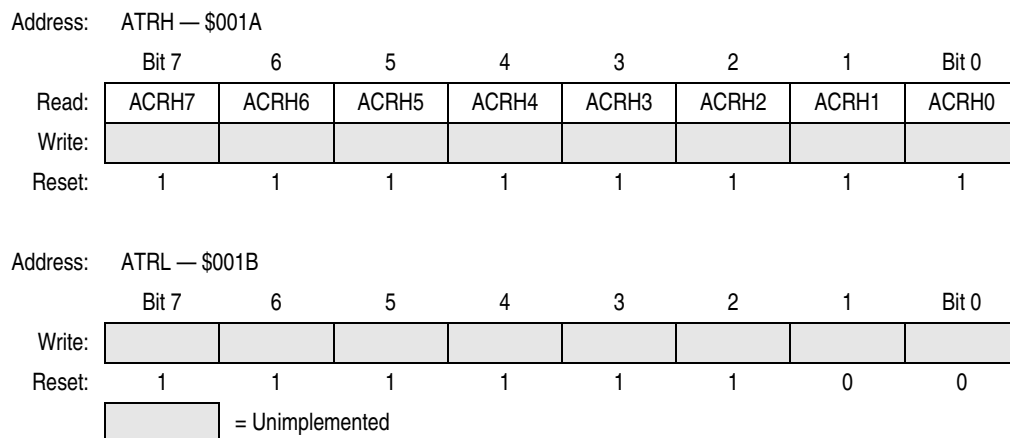 Address: ATRH — $001A
Bit 7 6 5 4 3 2 1 Bit 0
Read: ACRH7 ACRH6 ACRH5 ACRH4 ACRH3 ACRH2 ACRH1 ACRH0
Write:
Reset: 1 1 1 1 1 1 1 1
Address: ATRL — $001B
Bit 7 6 5 4 3 2 1 Bit 0
Write:
Reset: 1 1 1 1 1 1 0 0
= Unimplemented